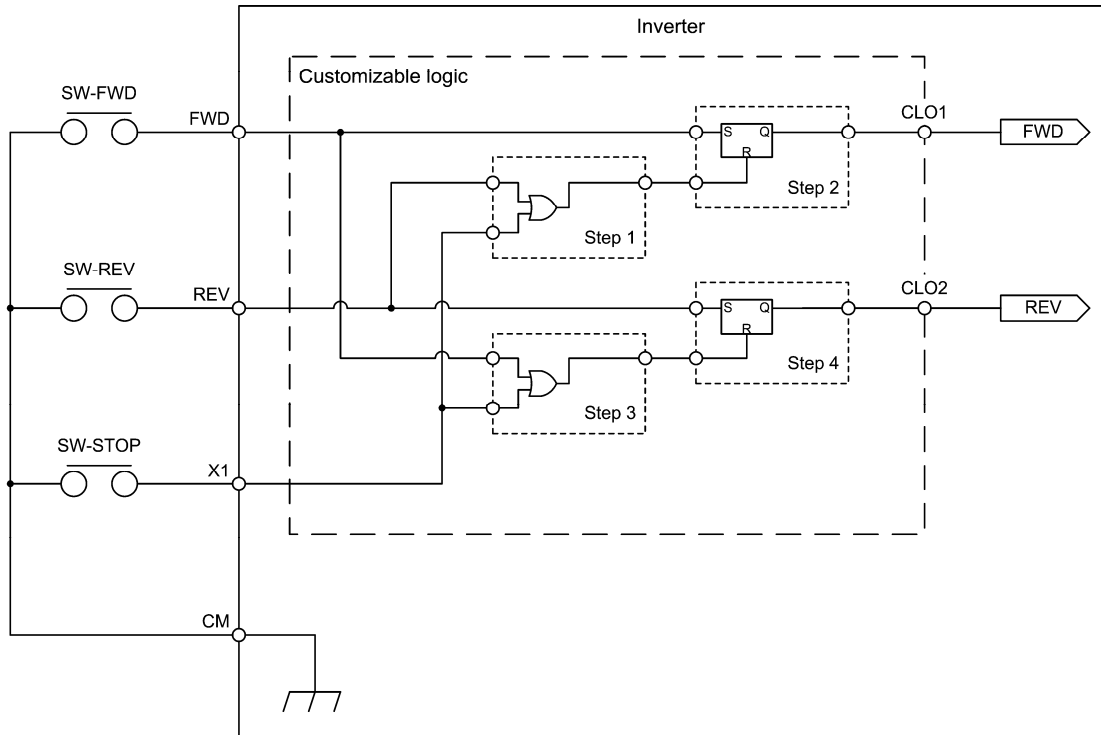 Inverter
Customizable logic
SW-FWD
FWD
CLO1
FWD
S
Q
R
Step 2
Step 1
SW-REV
REV
CLO2
REV
S
Q
R
Step 4
Step 3
SW-STOP
X1
CM